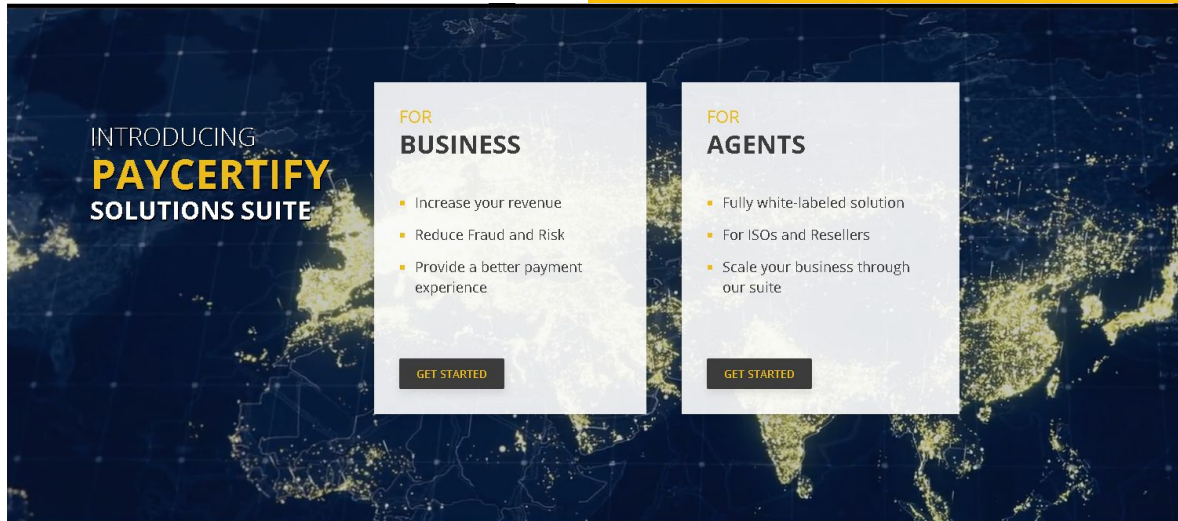 INTRODUCING
PAYCERTIFY
SOLUTIONS SUITE
FOR
BUSINESS
Increase your revenue
Reduce Fraud and Risk
Provide a better payment
experience
GET STARTED
FOR
AGENTS
Fully white-labeled solution
For ISOs and Resellers
Scale your business through
our suite
GET STARTED